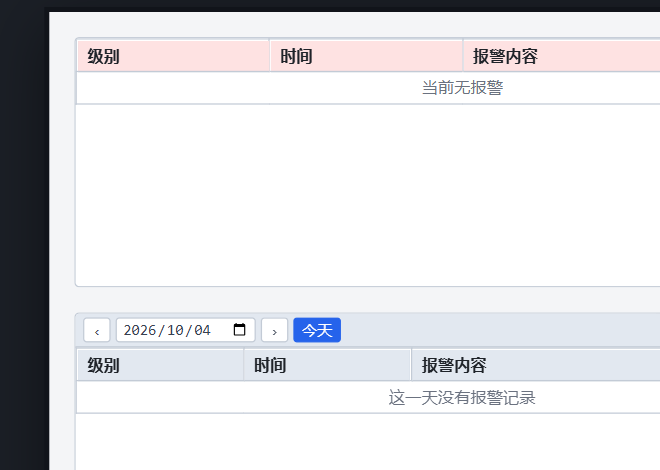 级别 时间 报警内容
当前无报警
‹ 2026/10/04 › 今天
级别 时间 报警内容
这一天没有报警记录